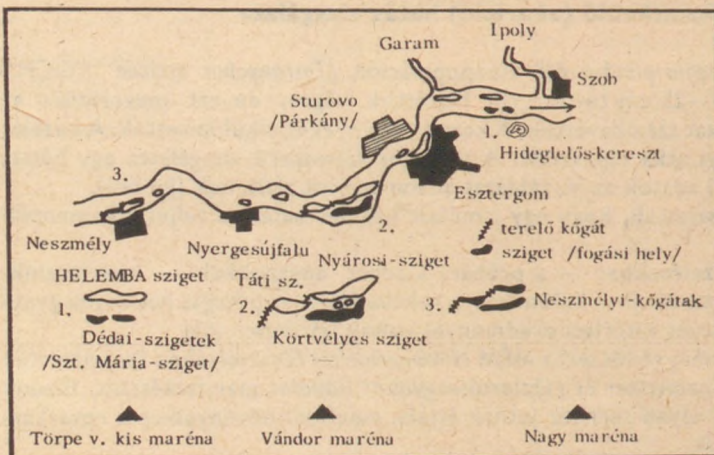 Ipoly
Garam
Szob
Sturovo
/Párkány/
Hideglelős-kereszt
3.
Esztergom
2.
Neszmély
Nyergesújfalu
terelő kőgát
Nyárosi-sziget
sziget /fogási hely/
HELEMBA sziget
Táti sz.
1.
2.
3.
Neszmélyi-kőgátak
Dédai-szigetek
Körtvélyes sziget
/Szt. Mária-sziget/
Törpe v. kis maréna
Vándor maréna
Nagy maréna